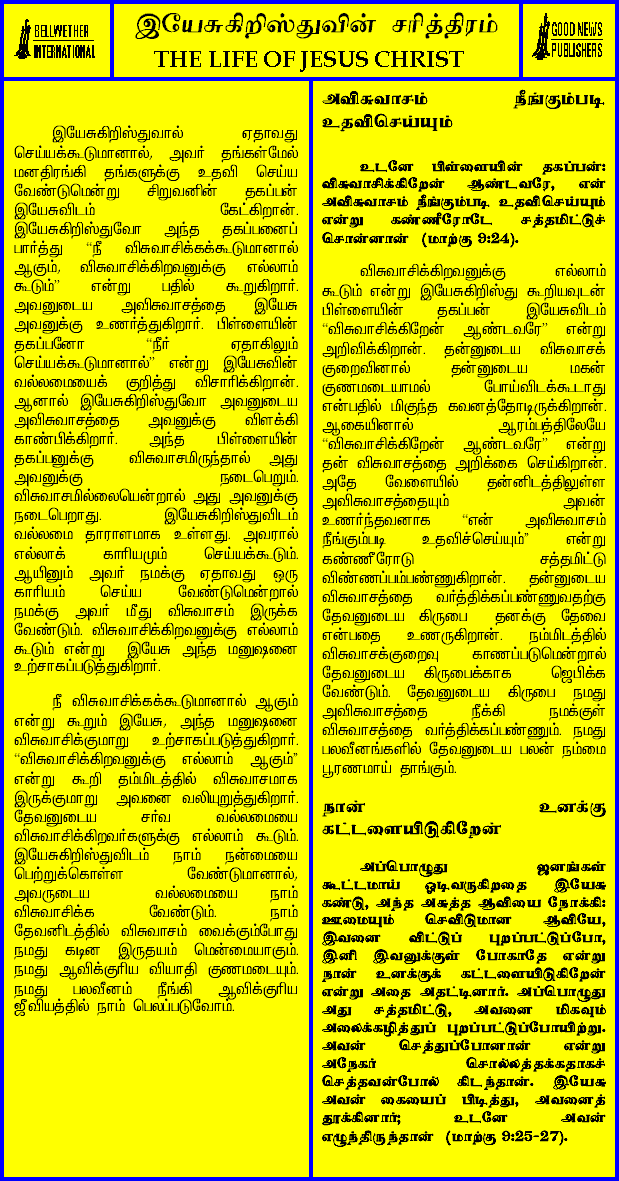 BELLWETHER
INTERNATIONAL
இயேசுகிறிஸ்துவின் சரித்திரம்
THE LIFE OF JESUS CHRIST
GOOD NEWS
PUBLISHERS
இயேசுகிறிஸ்துவால் ஏதாவது
செய்யக்கூடுமானால், அவர் தங்கள்மேல்
மனதிரங்கி தங்களுக்கு உதவி செய்ய
வேண்டுமென்று சிறுவனின் தகப்பன்
இயேசுவிடம் கேட்கிறான்.
இயேசுகிறிஸ்துவோ அந்த தகப்பனைப்
பார்த்து “நீ விசுவாசிக்கக்கூடுமானால்
ஆகும், விசுவாசிக்கிறவனுக்கு எல்லாம்
கூடும்” என்று பதில் கூறுகிறார்.
அவனுடைய அவிசுவாசத்தை இயேசு
அவனுக்கு உணர்த்துகிறார். பிள்ளையின்
தகப்பனோ “நீர் ஏதாகிலும்
செய்யக்கூடுமானால்” என்று இயேசுவின்
வல்லமையைக் குறித்து விசாரிக்கிறான்.
ஆனால் இயேசுகிறிஸ்துவோ அவனுடைய
அவிசுவாசத்தை அவனுக்கு விளக்கி
காண்பிக்கிறார். அந்த பிள்ளையின்
தகப்பனுக்கு விசுவாசமிருந்தால் அது
அவனுக்கு நடைபெறும்.
விசுவாசமில்லையென்றால் அது அவனுக்கு
நடைபெறாது. இயேசுகிறிஸ்துவிடம்
வல்லமை தாராளமாக உள்ளது. அவரால்
எல்லாக் காரியமும் செய்யக்கூடும்.
ஆயினும் அவர் நமக்கு ஏதாவது ஒரு
காரியம் செய்ய வேண்டுமென்றால்
நமக்கு அவர் மீது விசுவாசம் இருக்க
வேண்டும். விசுவாசிக்கிறவனுக்கு எல்லாம்
கூடும் என்று இயேசு அந்த மனுஷனை
உற்சாகப்படுத்துகிறார்.
நீ விசுவாசிக்கக்கூடுமானால் ஆகும்
என்று கூறும் இயேசு, அந்த மனுஷனை
விசுவாசிக்குமாறு உற்சாகப்படுத்துகிறார்.
“விசுவாசிக்கிறவனுக்கு எல்லாம் ஆகும்”
என்று கூறி தம்மிடத்தில் விசுவாசமாக
இருக்குமாறு அவனை வலியுறுத்துகிறார்.
தேவனுடைய சர்வ வல்லமையை
விசுவாசிக்கிறவர்களுக்கு எல்லாம் கூடும்.
இயேசுகிறிஸ்துவிடம் நாம் நன்மையை
பெற்றுக்கொள்ள வேண்டுமானால்,
அவருடைய வல்லமையை நாம்
விசுவாசிக்க வேண்டும். நாம்
தேவனிடத்தில் விசுவாசம் வைக்கும்போது
நமது கடின இருதயம் மென்மையாகும்.
நமது ஆவிக்குரிய வியாதி குணமடையும்.
நமது பலவீனம் நீங்கி ஆவிக்குரிய
ஜீவியத்தில் நாம் பெலப்படுவோம்.
அவிசுவாசம் நீங்கும்படி
உதவிசெய்யும்
உடனே பிள்ளையின் தகப்பன்:
விசுவாசிக்கிறேன் ஆண்டவரே, என்
அவிசுவாசம் நீங்கும்படி உதவிசெய்யும்
என்று கண்ணீரோடே சத்தமிட்டுச்
சொன்னான் (மாற்கு 9:24).
விசுவாசிக்கிறவனுக்கு எல்லாம்
கூடும் என்று இயேசுகிறிஸ்து கூறியவுடன்
பிள்ளையின் தகப்பன் இயேசுவிடம்
“விசுவாசிக்கிறேன் ஆண்டவரே” என்று
அறிவிக்கிறான். தன்னுடைய விசுவாசக்
குறைவினால் தன்னுடைய மகன்
குணமடையாமல் போய்விடக்கூடாது
என்பதில் மிகுந்த கவனத்தோடிருக்கிறான்.
ஆகையினால் ஆரம்பத்திலேயே
“விசுவாசிக்கிறேன் ஆண்டவரே” என்று
தன் விசுவாசத்தை அறிக்கை செய்கிறான்.
அதே வேளையில் தன்னிடத்திலுள்ள
அவிசுவாசத்தையும் அவன்
உணர்ந்தவனாக “என் அவிசுவாசம்
நீங்கும்படி உதவிச்செய்யும்” என்று
கண்ணீரோடு சத்தமிட்டு
விண்ணப்பம்பண்ணுகிறான். தன்னுடைய
விசுவாசத்தை வர்த்திக்கப்பண்ணுவதற்கு
தேவனுடைய கிருபை தனக்கு தேவை
என்பதை உணருகிறான். நம்மிடத்தில்
விசுவாசக்குறைவு காணப்படுமென்றால்
தேவனுடைய கிருபைக்காக ஜெபிக்க
வேண்டும். தேவனுடைய கிருபை நமது
அவிசுவாசத்தை நீக்கி நமக்குள்
விசுவாசத்தை வர்த்திக்கப்பண்ணும். நமது
பலவீனங்களில் தேவனுடைய பலன் நம்மை
பூரணமாய் தாங்கும்.
நான் உனக்கு
கட்டளையிடுகிறேன்
அப்பொழுது ஜனங்கள்
கூட்டமாய் ஓடிவருகிறதை இயேசு
கண்டு, அந்த அசுத்த ஆவியை நோக்கி:
ஊமையும் செவிடுமான ஆவியே,
இவனை விட்டுப் புறப்பட்டுப்போ,
இனி இவனுக்குள் போகாதே என்று
நான் உனக்குக் கட்டளையிடுகிறேன்
என்று அதை அதட்டினார். அப்பொழுது
அது சத்தமிட்டு, அவனை மிகவும்
அலைக்கழித்துப் புறப்பட்டுப்போயிற்று.
அவன் செத்துப்போனான் என்று
அநேகர் சொல்லத்தக்கதாகச்
செத்தவன்போல் கிடந்தான். இயேசு
அவன் கையைப் பிடித்து, அவனைத்
தூக்கினார்; உடனே அவன்
எழுந்திருந்தான் (மாற்கு 9:25-27).